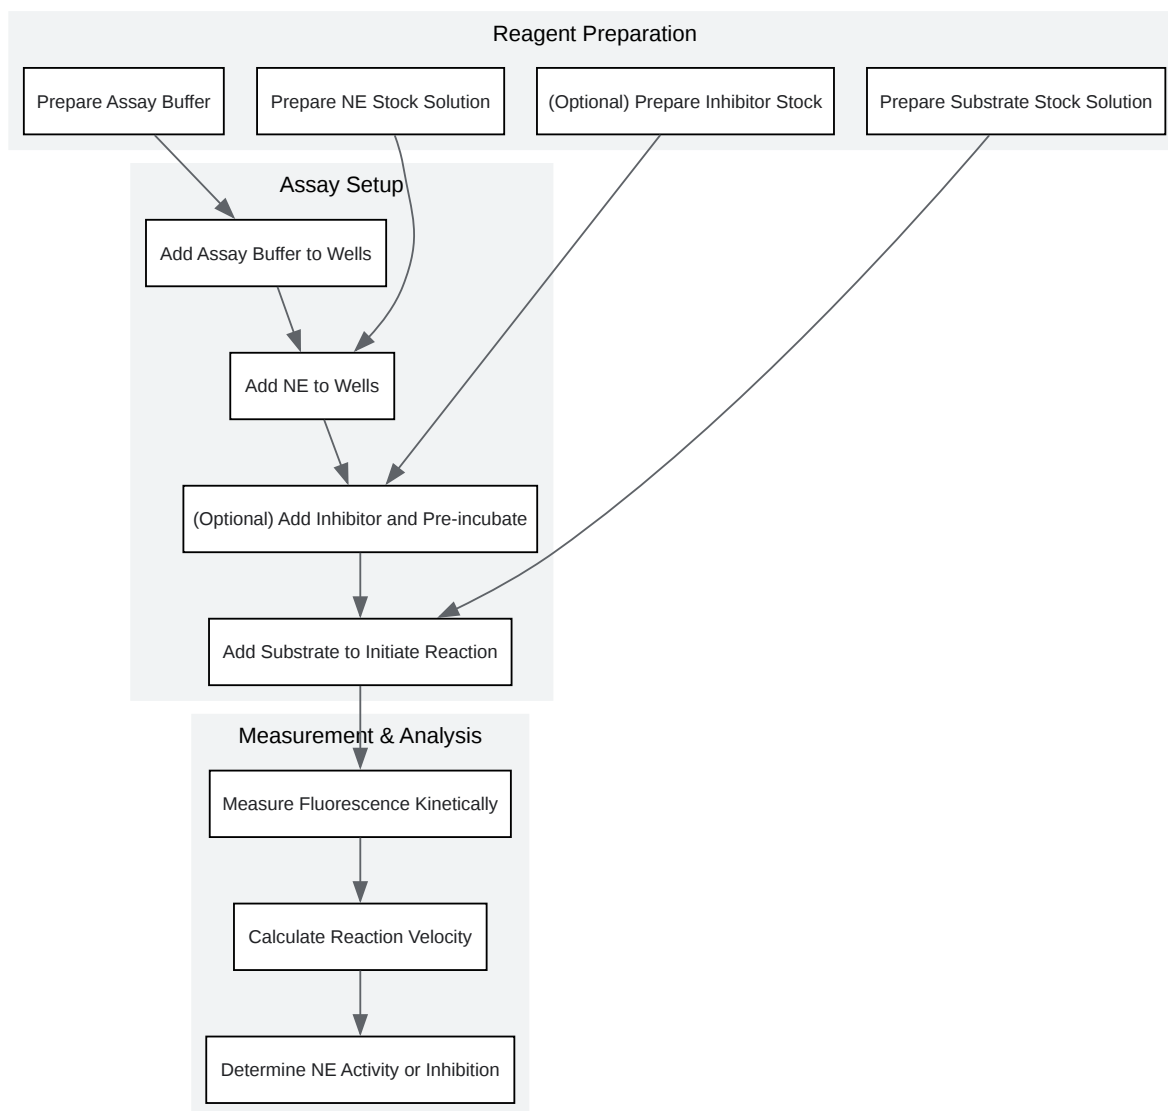 Reagent Preparation
Prepare Assay Buffer
Prepare NE Stock Solution
(Optional) Prepare Inhibitor Stock
Prepare Substrate Stock Solution
Assay Setup
Add Assay Buffer to Wells
Add NE to Wells
(Optional) Add Inhibitor and Pre-incubate
Add Substrate to Initiate Reaction
Measurement & Analysis
Measure Fluorescence Kinetically
Calculate Reaction Velocity
Determine NE Activity or Inhibition